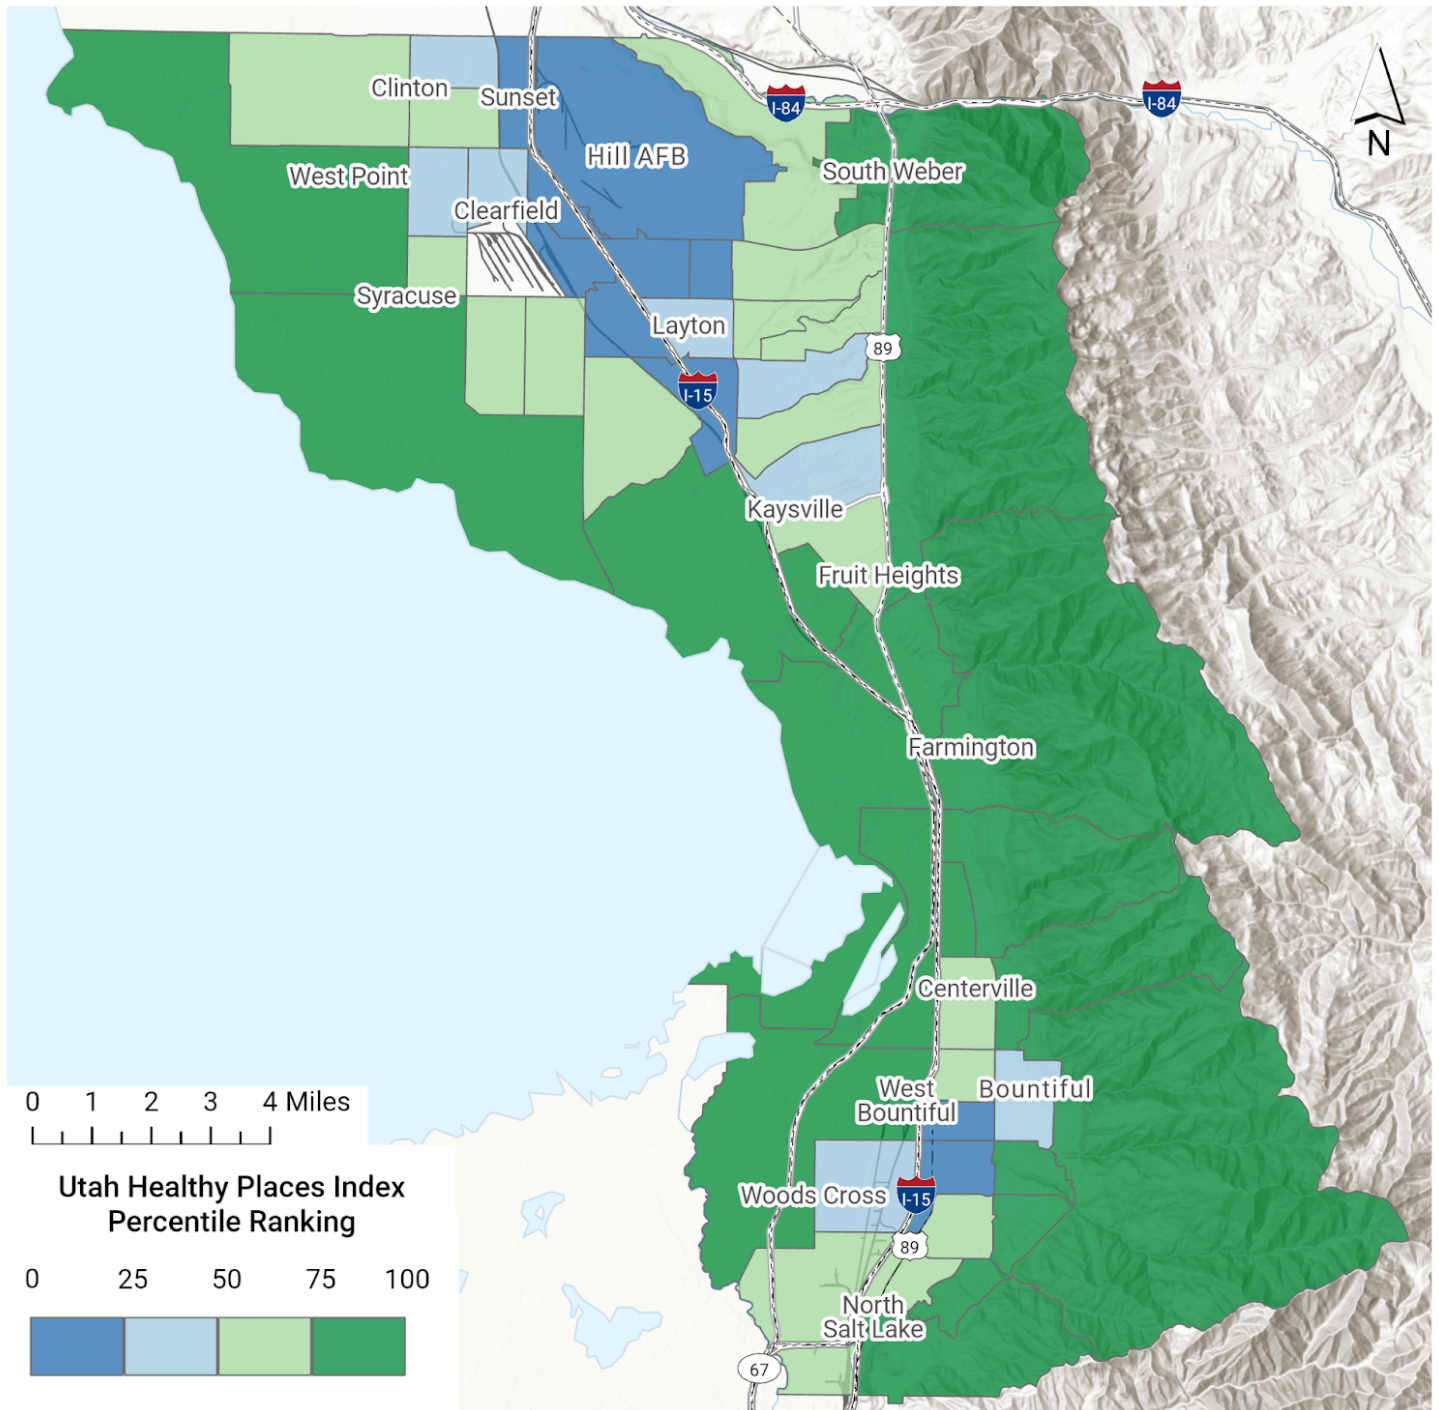 I-84
I-84
N
Clinton
Sunset
Hill AFB
West Point
South Weber
Clearfield
Syracuse
Layton
89
I-15
Kaysville
Fruit Heights
Farmington
Centerville
West
Bountiful
Bountiful
Woods Cross
I-15
89
North
Salt Lake
67
0 1 2 3 4 Miles
Utah Healthy Places Index
Percentile Ranking
0 25 50 75 100